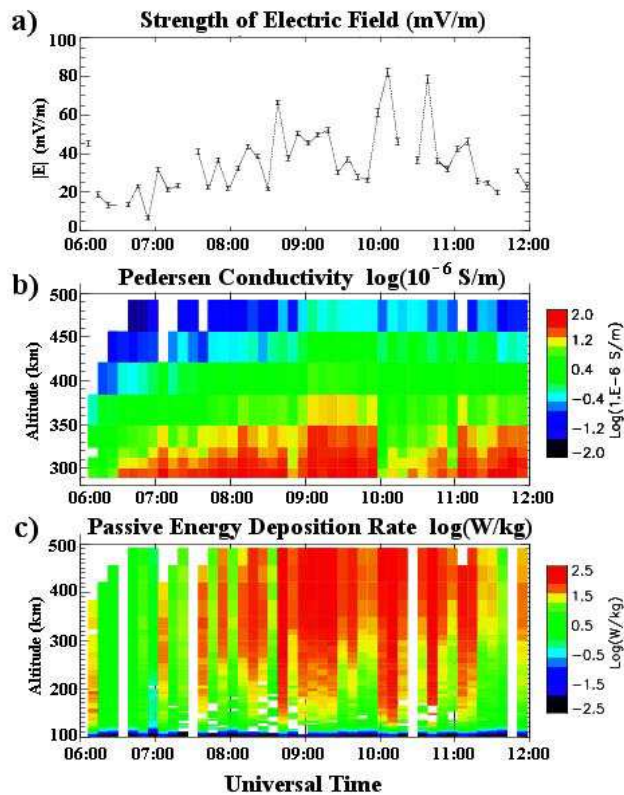 a) Strength of Electric Field (mV/m)
100
80
60
40
20
0
|E| (mV/m)
06:00 07:00 08:00 09:00 10:00 11:00 12:00
b) Pedersen Conductivity log(10⁻⁶ S/m)
500
450
400
350
300
Altitude (km)
06:00 07:00 08:00 09:00 10:00 11:00 12:00
2.0
1.2
0.4
−0.4
−1.2
−2.0
Log(1.E−6 S/m)
c) Passive Energy Deposition Rate log(W/kg)
500
400
300
200
100
Altitude (km)
06:00 07:00 08:00 09:00 10:00 11:00 12:00
2.5
1.5
0.5
−0.5
−1.5
−2.5
Log(W/kg)
Universal Time